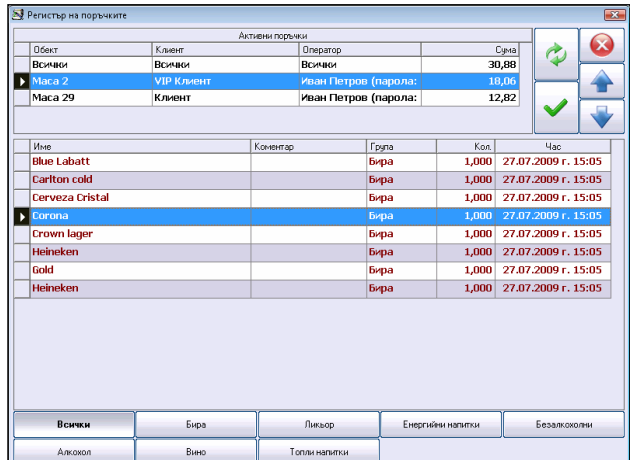 Регистър на поръчките
Активни поръчки
Обект Клиент Оператор Сума
Всички Всички Всички 30,88
Маса 2 VIP Клиент Иван Петров (парола: 18,06
Маса 29 Клиент Иван Петров (парола: 12,82
Име Коментар Група Кол. Час
Blue Labatt Бира 1,000 27.07.2009 г. 15:05
Carlton cold Бира 1,000 27.07.2009 г. 15:05
Cerveza Cristal Бира 1,000 27.07.2009 г. 15:05
Corona Бира 1,000 27.07.2009 г. 15:05
Crown lager Бира 1,000 27.07.2009 г. 15:05
Heineken Бира 1,000 27.07.2009 г. 15:05
Gold Бира 1,000 27.07.2009 г. 15:05
Heineken Бира 1,000 27.07.2009 г. 15:05
Всички Бира Ликьор Енергийни напитки Безалкохолни
Алкохол Вино Топли напитки